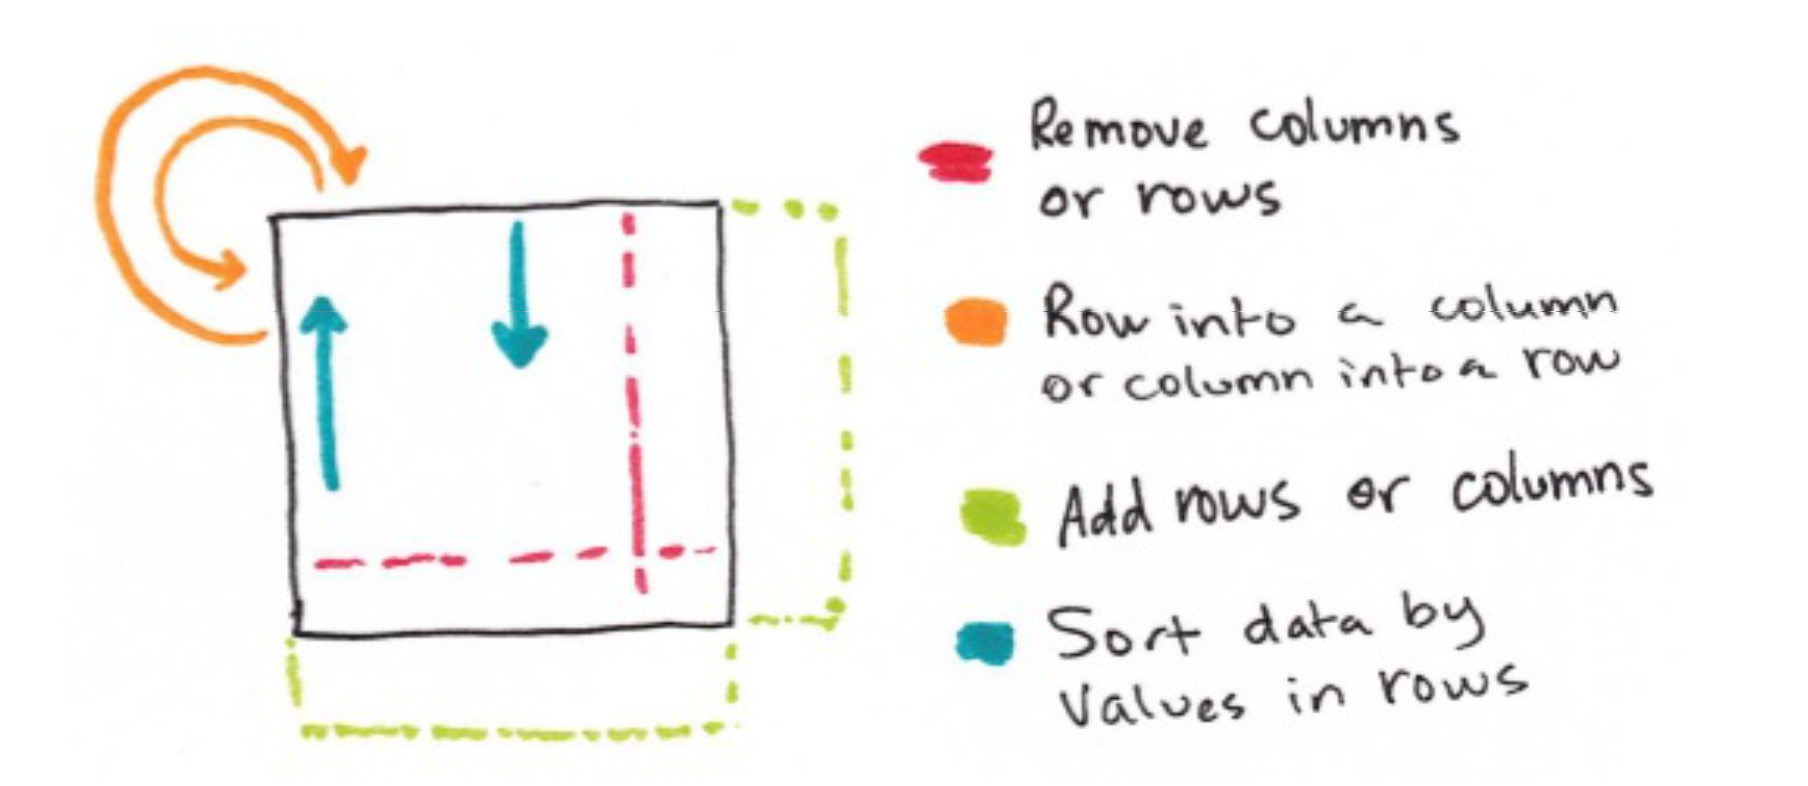 Remove columns
or rows
Row into a column
or column into a row
Add rows or columns
Sort data by
values in rows